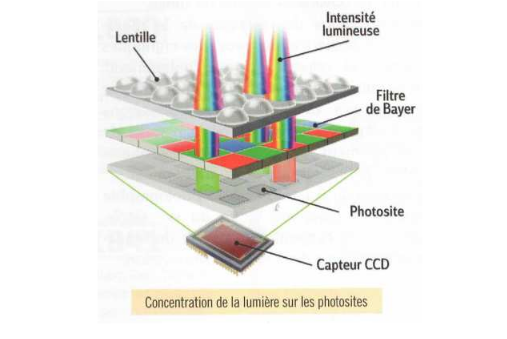 Intensité
lumineuse
Lentille
Filtre
de Bayer
Photosite
Capteur CCD
Concentration de la lumière sur les photosites